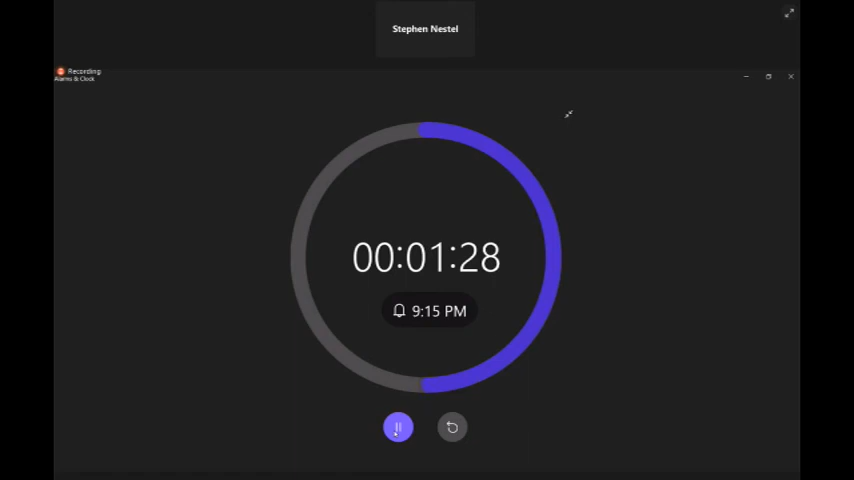 Stephen Nestel
Recording
Alarms & Clock
00:01:28
9:15 PM